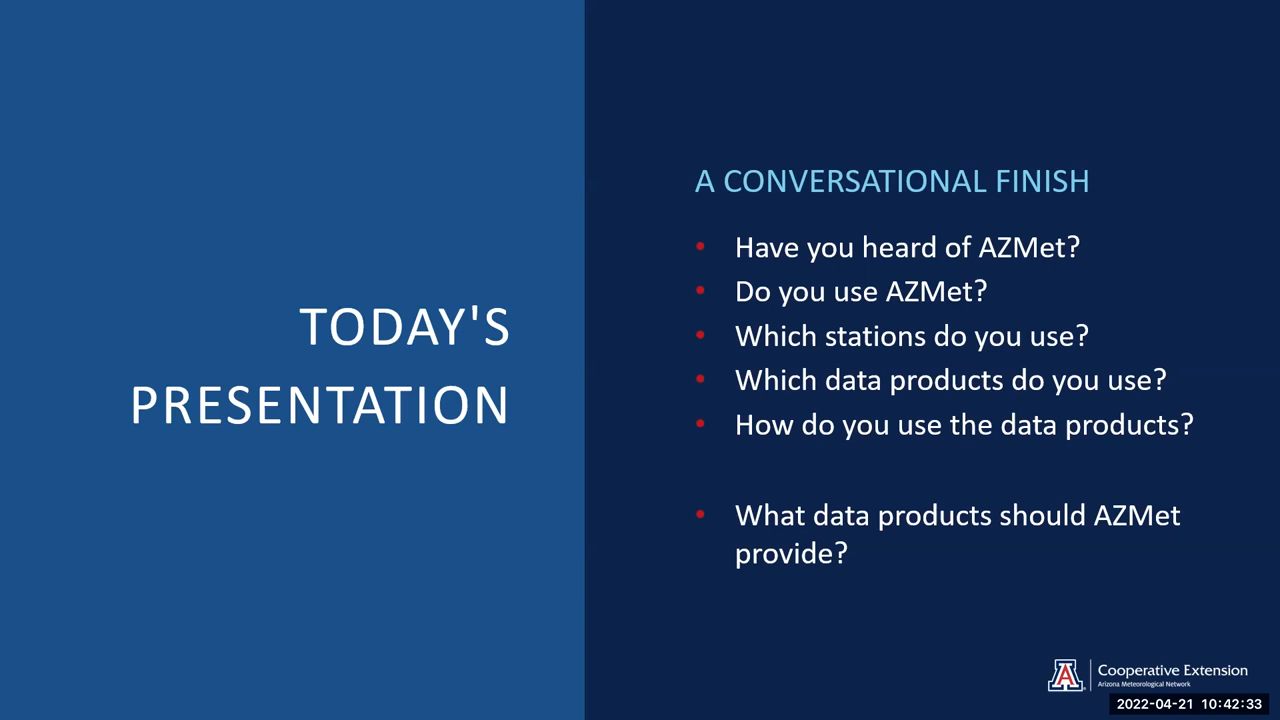 TODAY'S
PRESENTATION
A CONVERSATIONAL FINISH
• Have you heard of AZMet?
• Do you use AZMet?
• Which stations do you use?
• Which data products do you use?
• How do you use the data products?
• What data products should AZMet
provide?
A
Cooperative Extension
Arizona Meteorological Network
2022-04-21 10:42:33